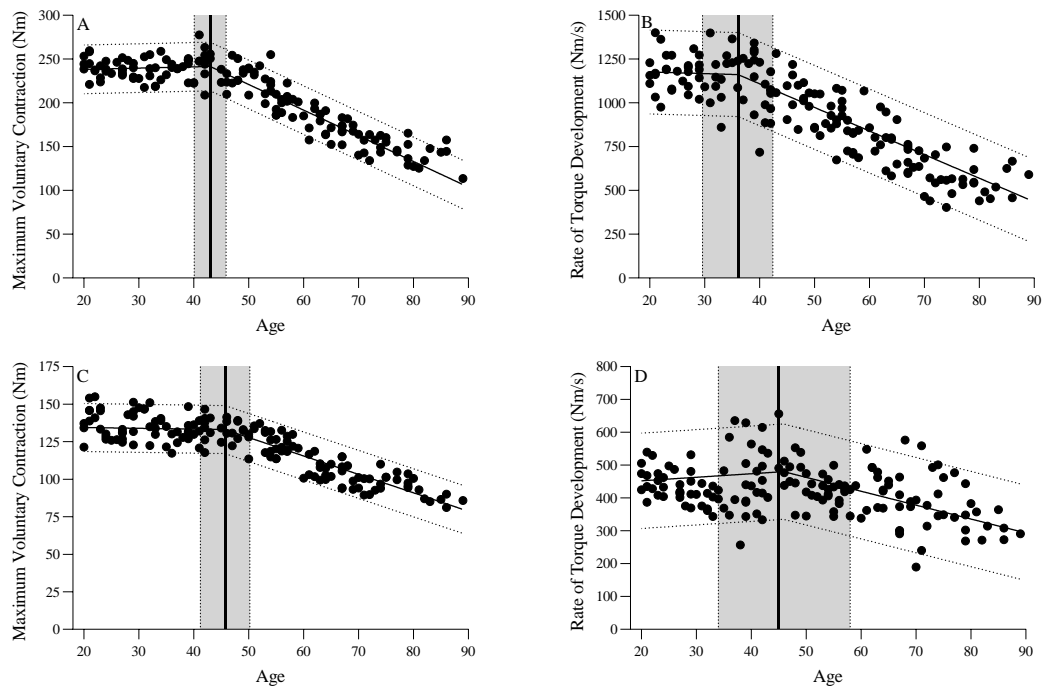 A
Maximum Voluntary Contraction (Nm)
300
250
200
150
100
50
0
20 30 40 50 60 70 80 90
Age
B
Rate of Torque Development (Nm/s)
1500
1250
1000
750
500
250
0
20 30 40 50 60 70 80 90
Age
C
Maximum Voluntary Contraction (Nm)
175
150
125
100
75
50
25
0
20 30 40 50 60 70 80 90
Age
D
Rate of Torque Development (Nm/s)
800
700
600
500
400
300
200
100
0
20 30 40 50 60 70 80 90
Age